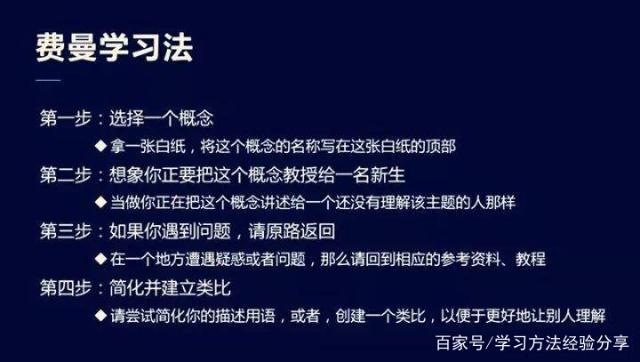 费曼学习法
第一步：选择一个概念
◆拿一张白纸，将这个概念的名称写在这张白纸的顶部
第二步：想象你正要把这个概念教授给一名新生
◆当做你正在把这个概念讲述给一个还没有理解该主题的人那样
第三步：如果你遇到问题，请原路返回
◆在一个地方遭遇疑惑或者问题，那么请回到相应的参考资料、教程
第四步：简化并建立类比
◆请尝试简化你的描述用语，或者，创建一个类比，以便于更好地让别人理解
百家号/学习方法经验分享